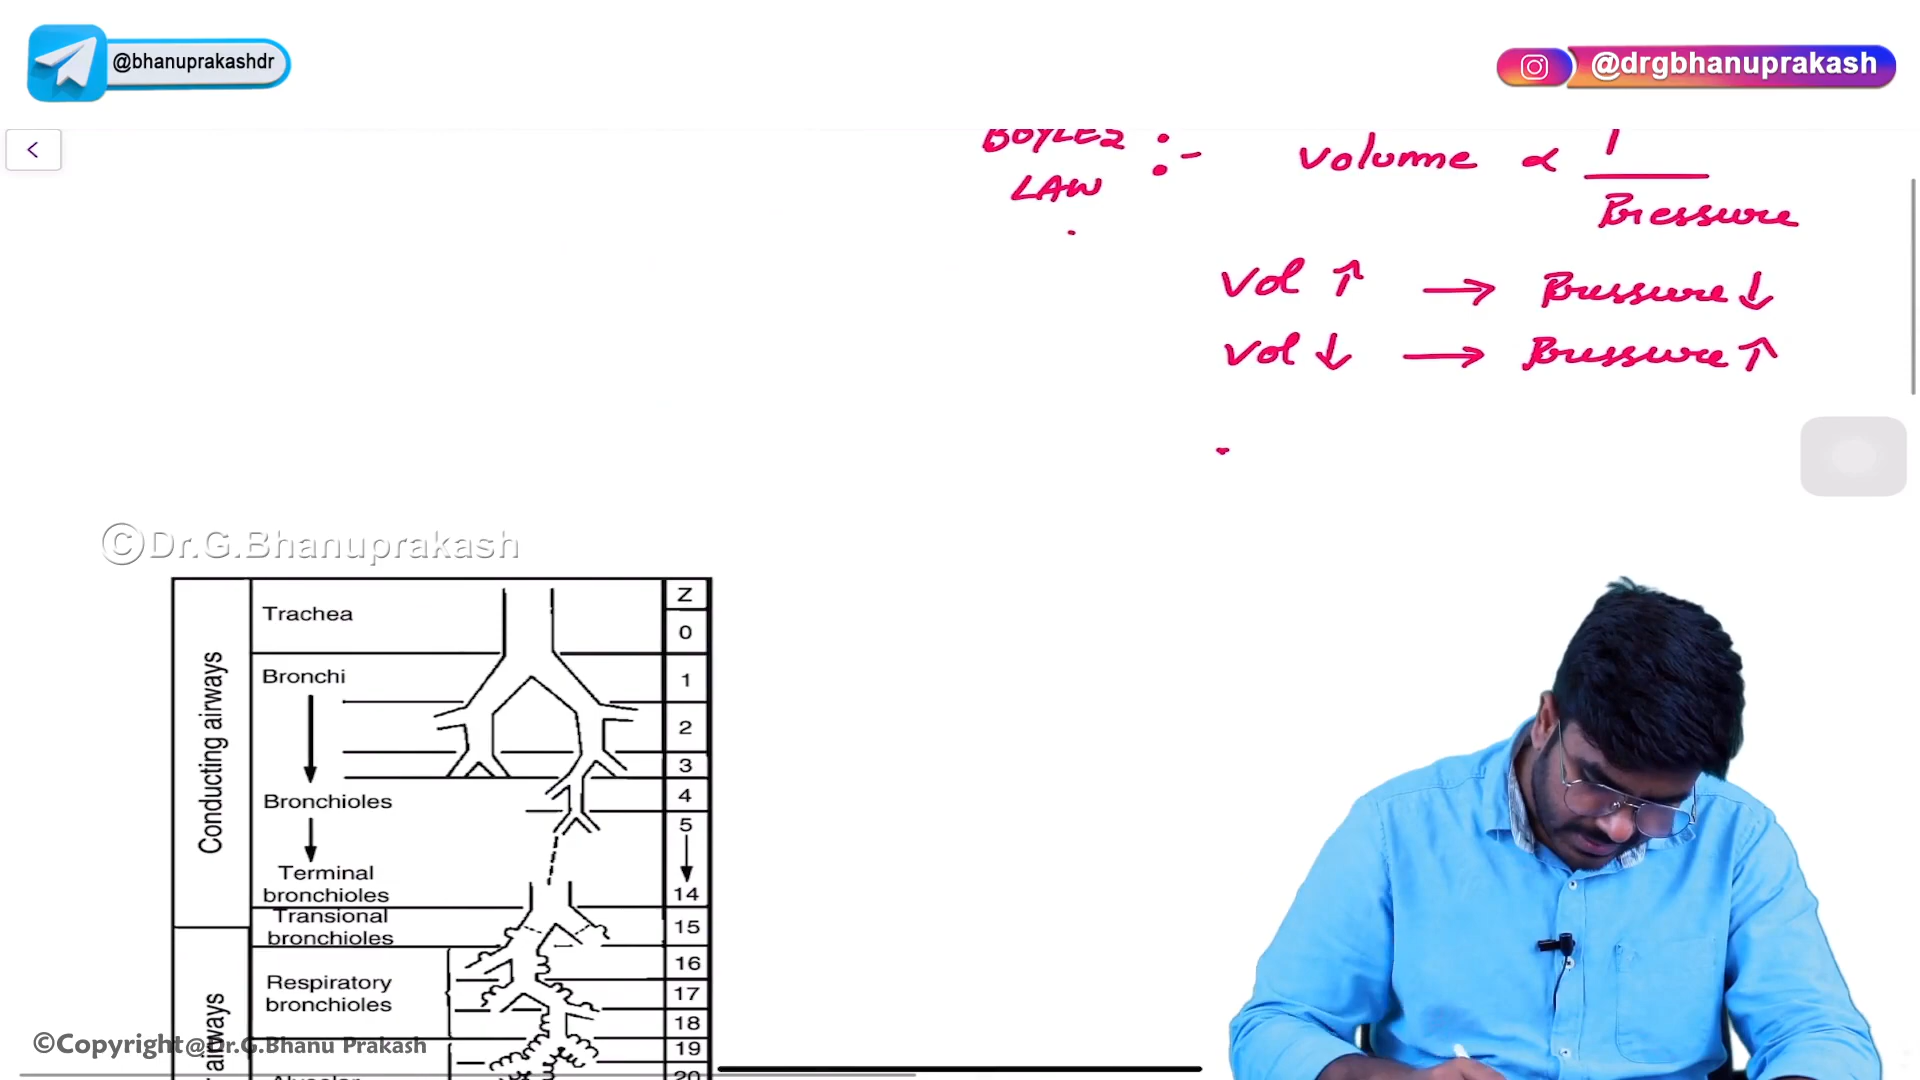 @bhanuprakashdr
@drgbhanuprakash
<
BOYLES :-
LAW
Volume ∝ 1
Pressure
Vol ↑ → Pressure ↓
Vol ↓ → Pressure ↑
©Dr.G.Bhanuprakash
Conducting airways
Trachea
Bronchi
Bronchioles
Terminal
bronchioles
Transional
bronchioles
Respiratory
bronchioles
airways
Z
0
1
2
3
4
5
14
15
16
17
18
19
20
©Copyright@Dr.G.Bhanu Prakash